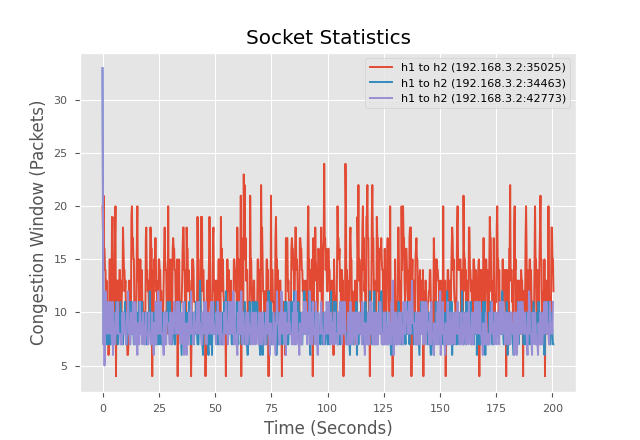 Socket Statistics
h1 to h2 (192.168.3.2:35025)
h1 to h2 (192.168.3.2:34463)
h1 to h2 (192.168.3.2:42773)
Congestion Window (Packets)
30
25
20
15
10
5
0 25 50 75 100 125 150 175 200
Time (Seconds)